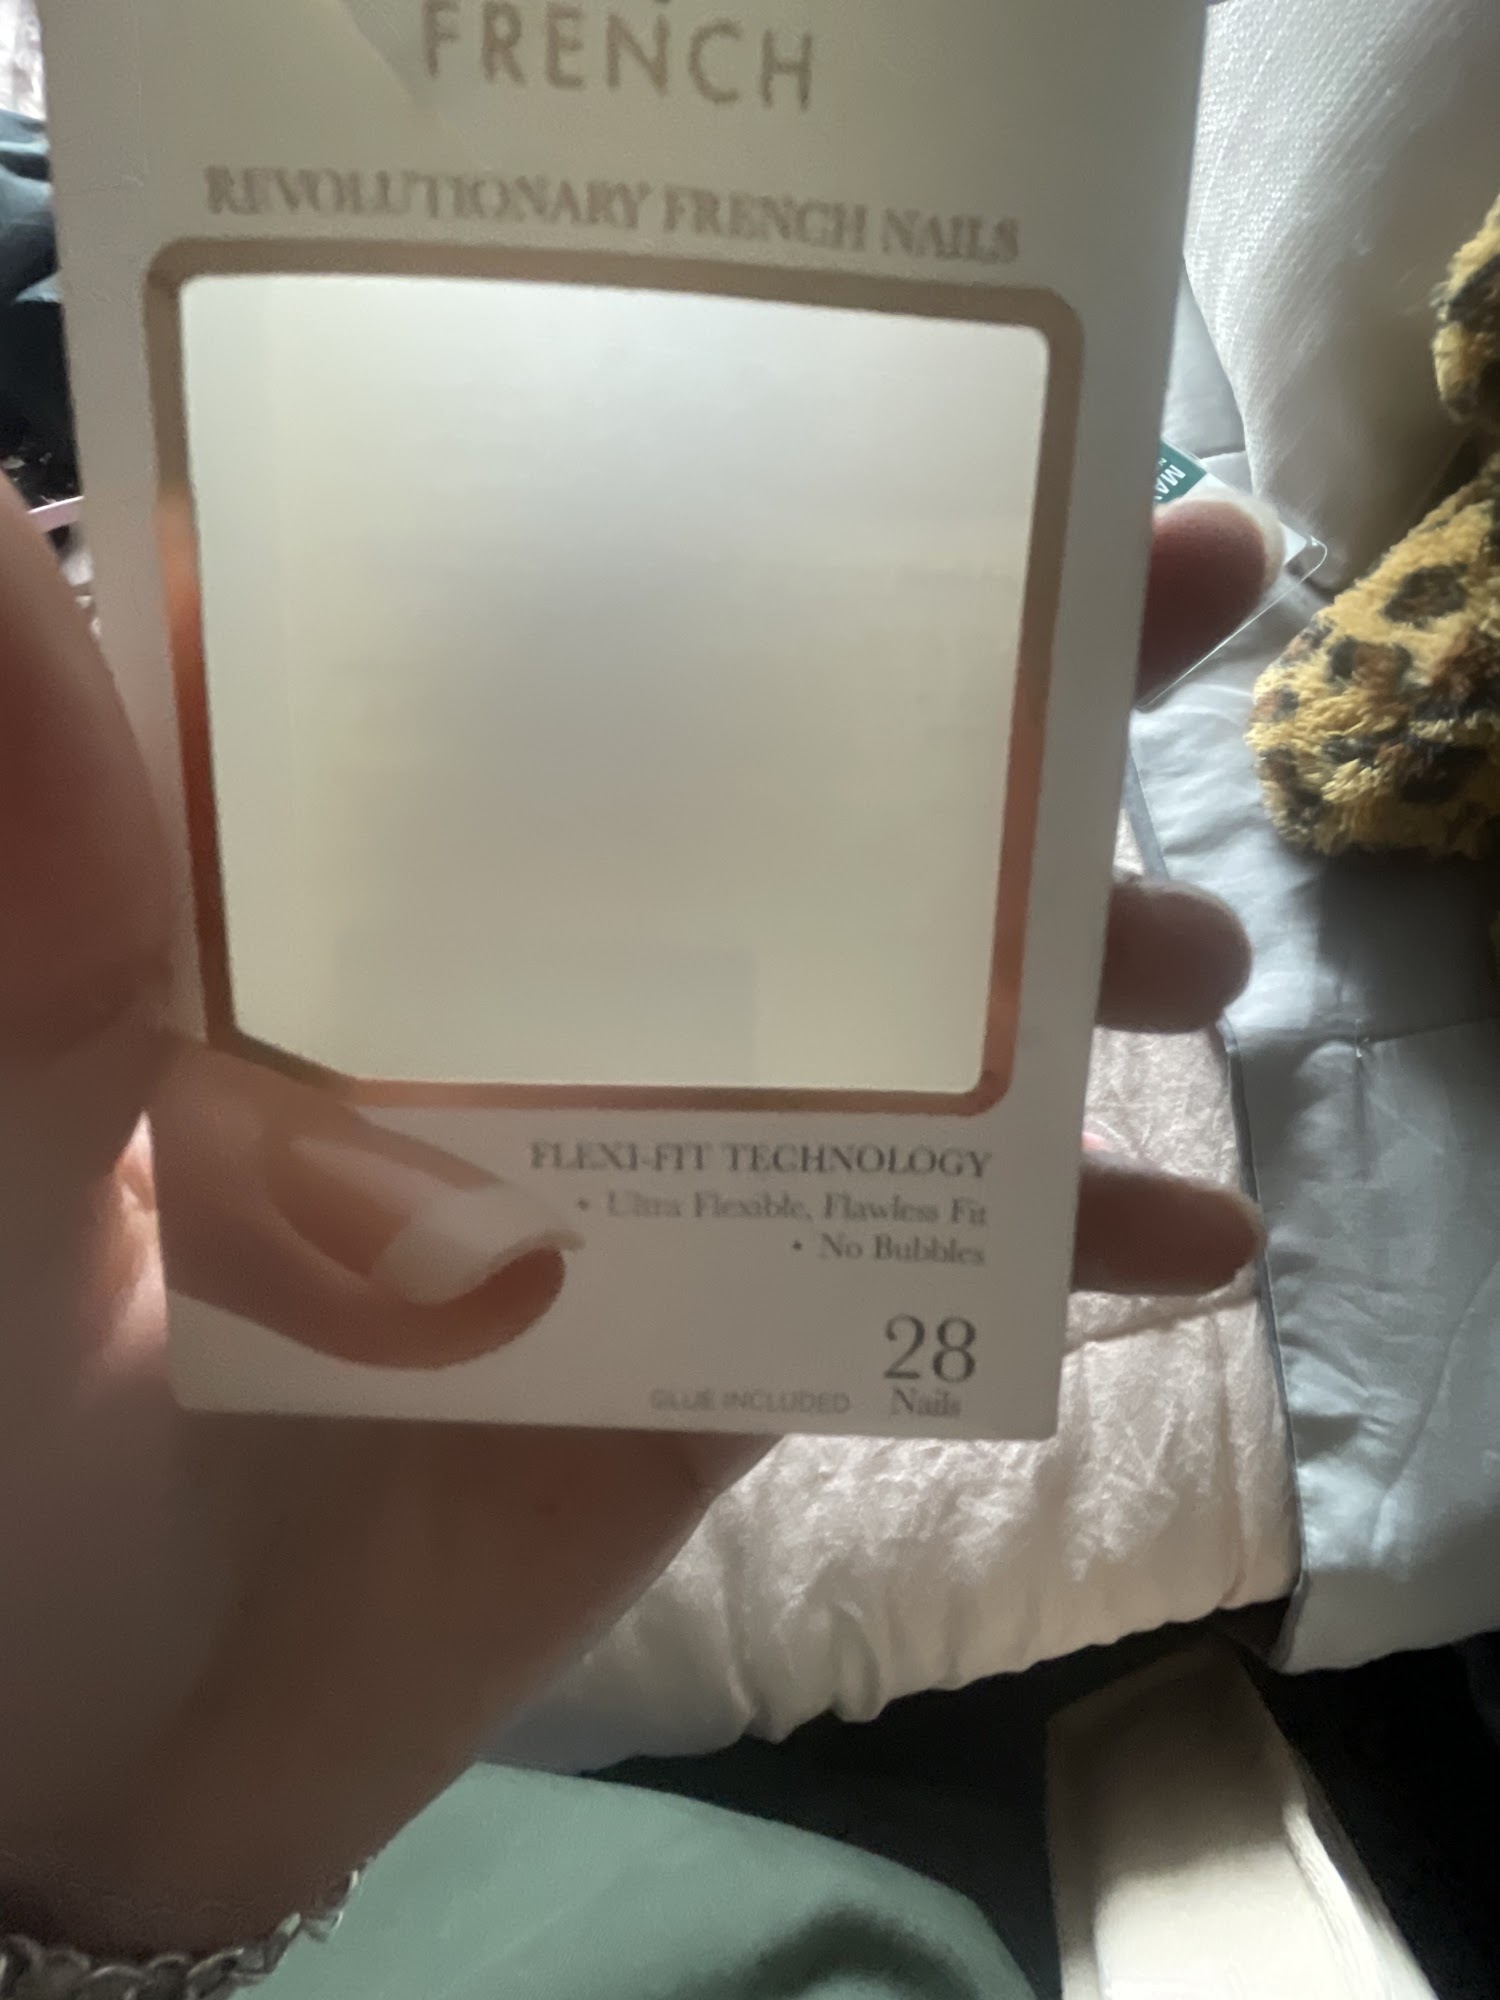 FRENCH
REVOLUTIONARY FRENCH NAILS
FLEXI-FIT TECHNOLOGY
• Ultra Flexible, Flawless Fit
• No Bubbles
28
GLUE INCLUDED Nails